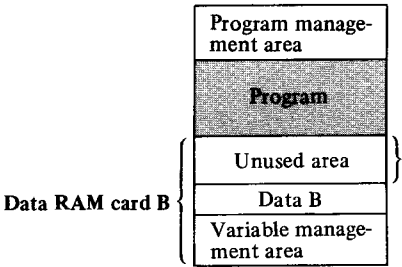 Program manage-
ment area
Program
Unused area
Data RAM card B
Data B
Variable manage-
ment area